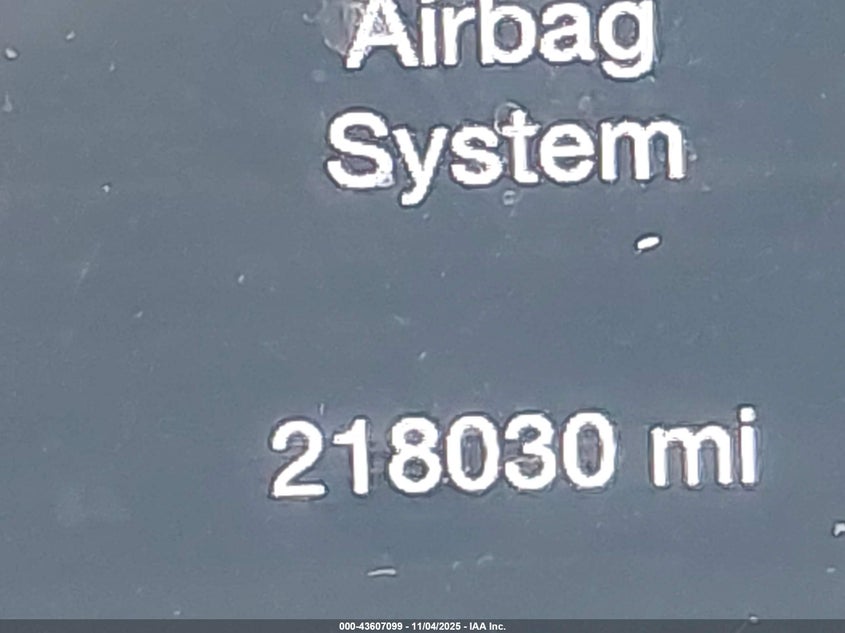 Airbag
System
218030 mi
000-43607099 - 11/04/2025 - IAA Inc.